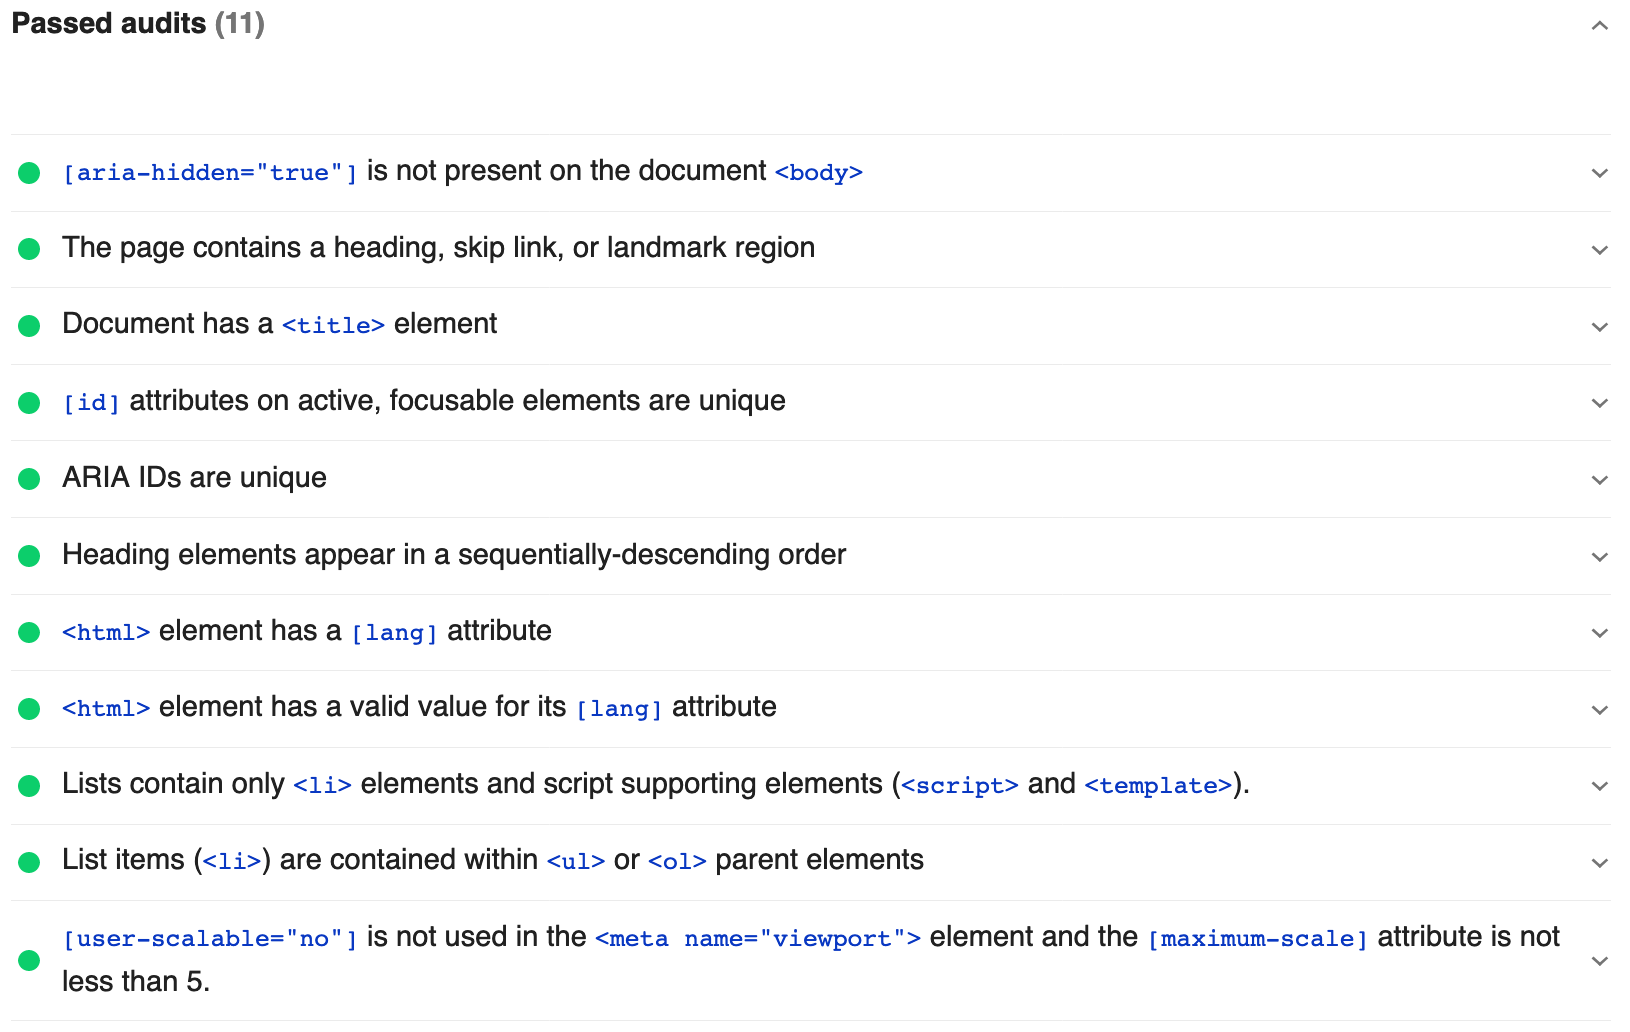 Passed audits (11)
[aria-hidden="true"] is not present on the document <body>
The page contains a heading, skip link, or landmark region
Document has a <title> element
[id] attributes on active, focusable elements are unique
ARIA IDs are unique
Heading elements appear in a sequentially-descending order
<html> element has a [lang] attribute
<html> element has a valid value for its [lang] attribute
Lists contain only <li> elements and script supporting elements (<script> and <template>).
List items (<li>) are contained within <ul> or <ol> parent elements
[user-scalable="no"] is not used in the <meta name="viewport"> element and the [maximum-scale] attribute is not
less than 5.